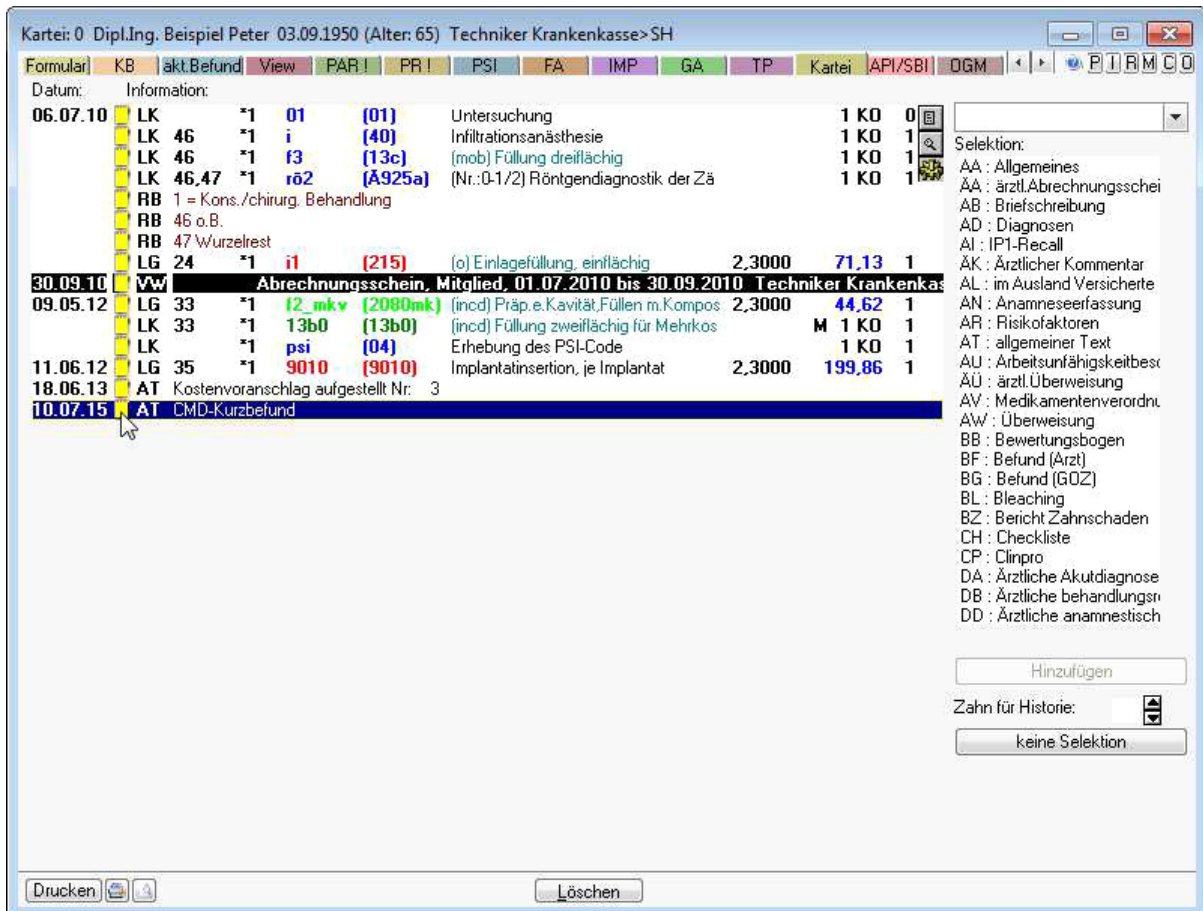 Kartei: 0 Dipl.Ing. Beispiel Peter 03.09.1950 (Alter: 65) Techniker Krankenkasse>SH
Formular KB akt.Befund View PAR ! PR ! PSI FA IMP GA TP Kartei API/SBI OGM P I R M C O
Datum: Information:
06.07.10 LK *1 01 (01) Untersuchung 1 KO 0
LK 46 *1 i (40) Infiltrationsanästhesie 1 KO 1
LK 46 *1 f3 (13c) (mob) Füllung dreiflächig 1 KO 1
LK 46,47 *1 rö2 (Ä925a) (Nr.:0-1/2) Röntgendiagnostik der Zä 1 KO 1
RB 1 = Kons./chirurg. Behandlung
RB 46 o.B.
RB 47 Wurzelrest
LG 24 *1 i1 (215) (o) Einlagefüllung, einflächig 2,3000 71,13 1
30.09.10 VW Abrechnungsschein, Mitglied, 01.07.2010 bis 30.09.2010 Techniker Krankenkas
09.05.12 LG 33 *1 f2_mkv (2080mk) (incd) Präp.e.Kavität,Füllen m.Kompos 2,3000 44,62 1
LK 33 *1 13b0 (13b0) (incd) Füllung zweiflächig für Mehrkos M 1 KO 1
LK *1 psi (04) Erhebung des PSI-Code 1 KO 1
11.06.12 LG 35 *1 9010 (9010) Implantatinsertion, je Implantat 2,3000 199,86 1
18.06.13 AT Kostenvoranschlag aufgestellt Nr: 3
10.07.15 AT CMD-Kurzbefund
Selektion:
AA : Allgemeines
ÄA : ärztl.Abrechnungsschei
AB : Briefschreibung
AD : Diagnosen
AI : IP1-Recall
ÄK : Ärztlicher Kommentar
AL : im Ausland Versicherte
AN : Anamneseerfassung
AR : Risikofaktoren
AT : allgemeiner Text
AU : Arbeitsunfähigskeitbesc
ÄÜ : ärztl.Überweisung
AV : Medikamentenverordnu
AW : Überweisung
BB : Bewertungsbogen
BF : Befund (Arzt)
BG : Befund (GOZ)
BL : Bleaching
BZ : Bericht Zahnschaden
CH : Checkliste
CP : Clinpro
DA : Ärztliche Akutdiagnose
DB : Ärztliche behandlungsr
DD : Ärztliche anamnestisch
Hinzufügen
Zahn für Historie:
keine Selektion
Drucken Löschen